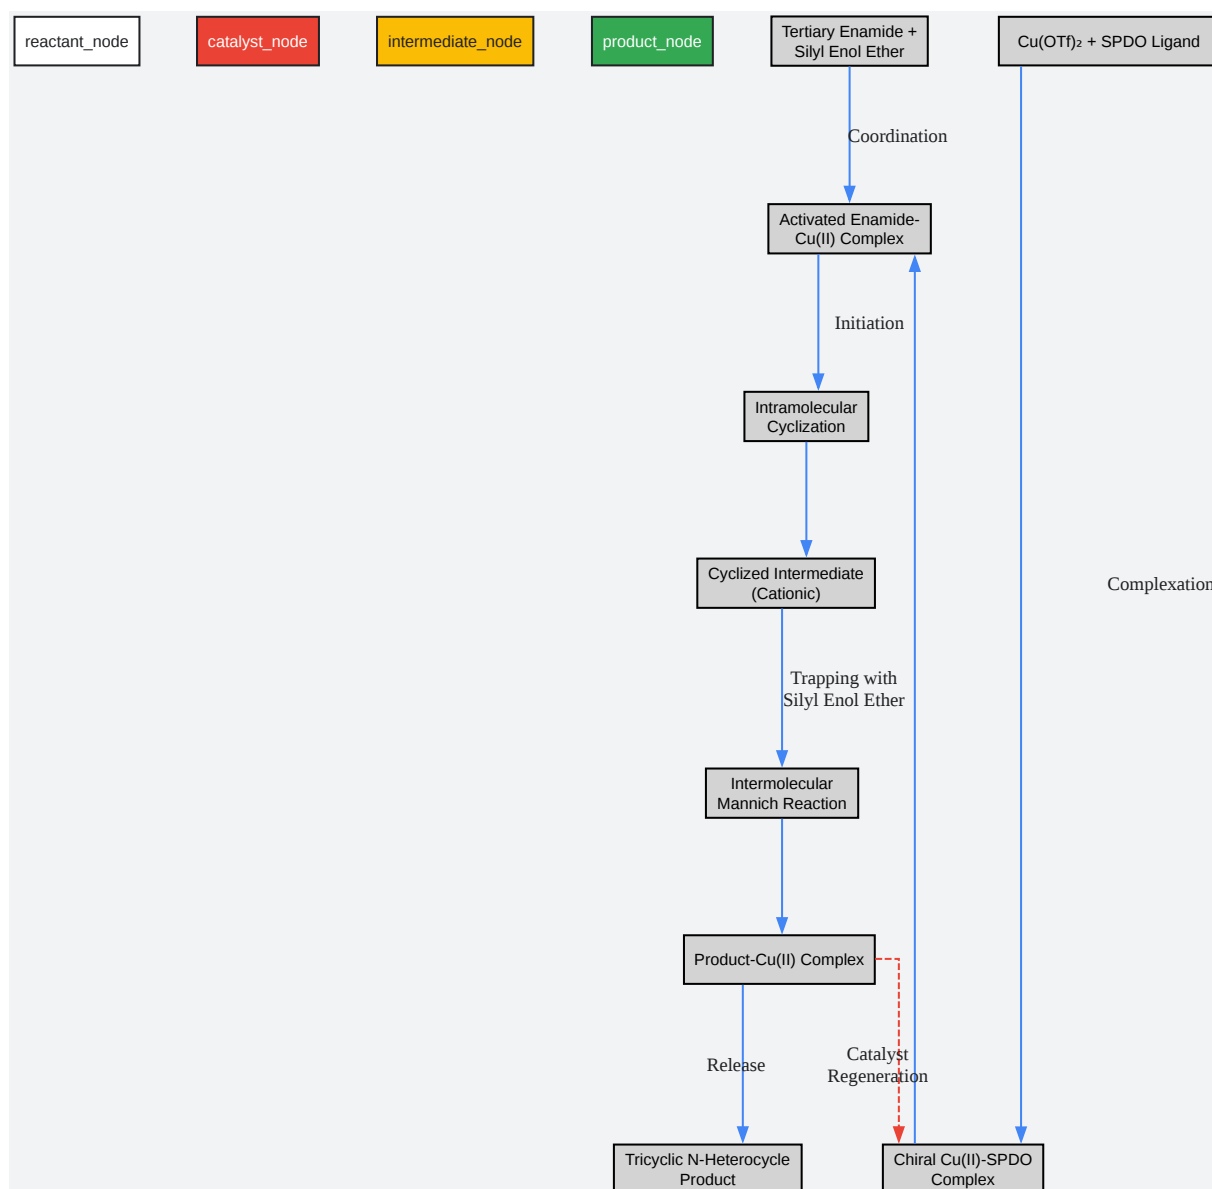 reactant_node
catalyst_node
intermediate_node
product_node
Tertiary Enamide +
Silyl Enol Ether
Cu(OTf)₂ + SPDO Ligand
Coordination
Activated Enamide-
Cu(II) Complex
Initiation
Intramolecular
Cyclization
Cyclized Intermediate
(Cationic)
Complexation
Trapping with
Silyl Enol Ether
Intermolecular
Mannich Reaction
Product-Cu(II) Complex
Release
Catalyst
Regeneration
Tricyclic N-Heterocycle
Product
Chiral Cu(II)-SPDO
Complex